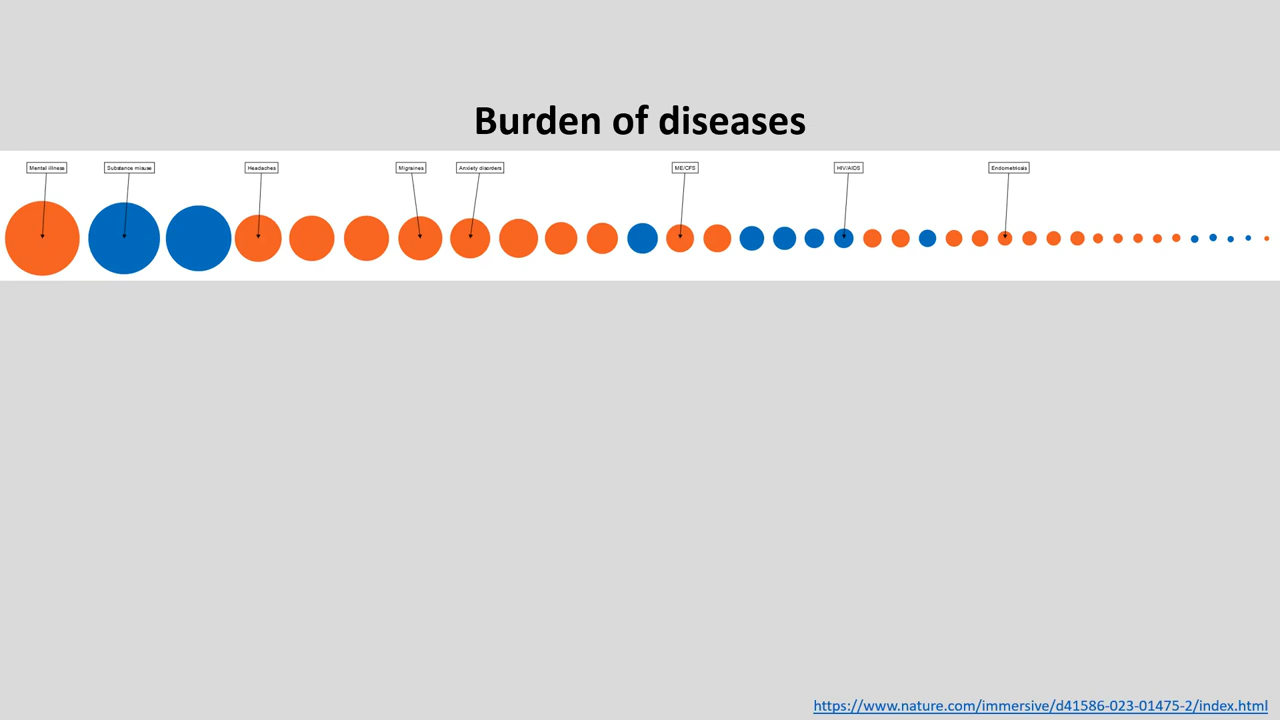 Burden of diseases
Mental illness
Substance misuse
Headaches
Migraines
Anxiety disorders
ME/CFS
HIV/AIDS
Endometriosis
https://www.nature.com/immersive/d41586-023-01475-2/index.html